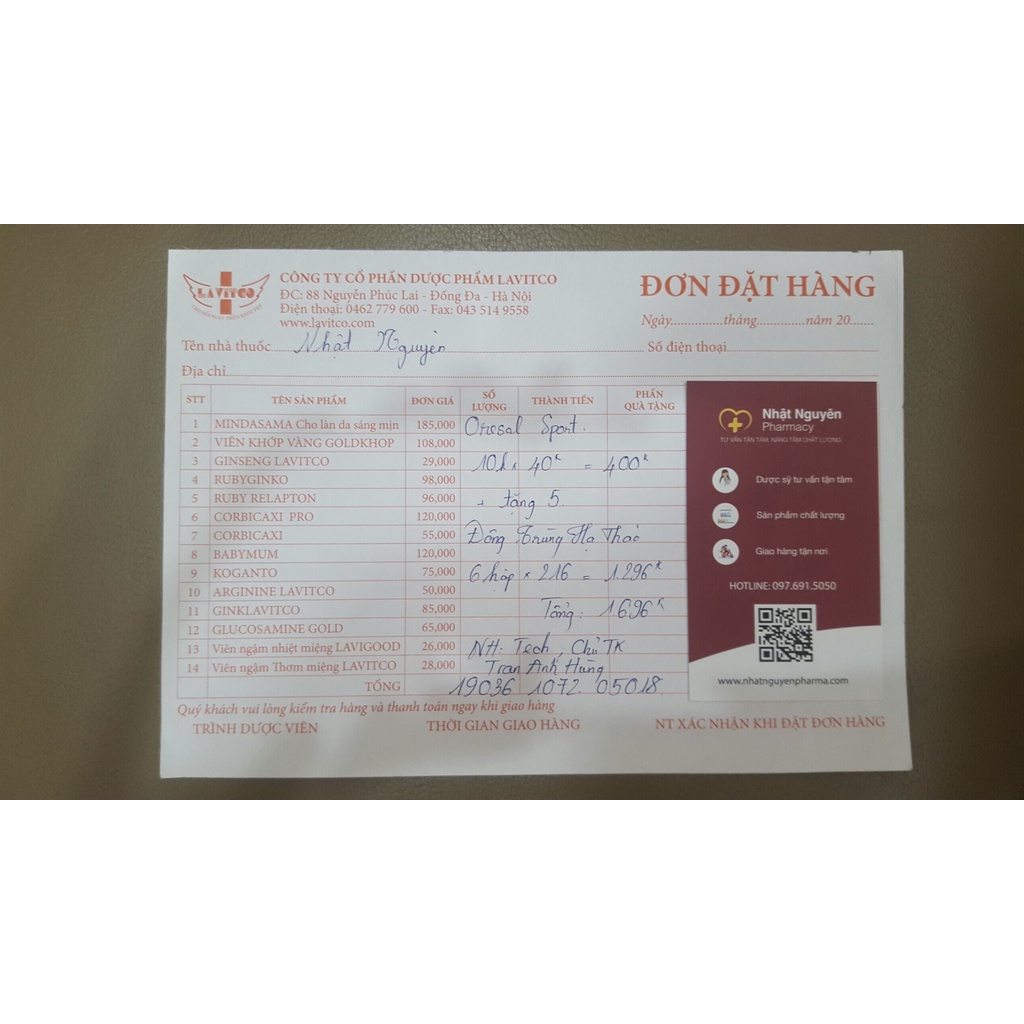 LAVITCO
CÔNG TY CỔ PHẦN DƯỢC PHẨM LAVITCO
ĐC: 88 Nguyễn Phúc Lai - Đống Đa - Hà Nội
Điện thoại: 0462 779 600 - Fax: 043 514 9558
www.lavitco.com
ĐƠN ĐẶT HÀNG
Ngày..............tháng.............năm 20.......
Tên nhà thuốc Nhật Nguyên Số điện thoại
Địa chỉ
STT TÊN SẢN PHẨM ĐƠN GIÁ SỐ LƯỢNG THÀNH TIỀN PHẦN QUÀ TẶNG
1 MINDASAMA Cho làn da sáng mịn 185,000 Oresal Sport.
2 VIÊN KHỚP VÀNG GOLDKHOP 108,000
3 GINSENG LAVITCO 29,000 10h x 40k = 400k
4 RUBYGINKO 98,000
5 RUBY RELAPTON 96,000 + tặng 5
6 CORBICAXI PRO 120,000
7 CORBICAXI 55,000 Đông Trùng Hạ Thảo
8 BABYMUM 120,000
9 KOGANTO 75,000 6 hộp x 216 = 1.296k
10 ARGININE LAVITCO 50,000
11 GINKLAVITCO 85,000 Tổng: 1.696k
12 GLUCOSAMINE GOLD 65,000
13 Viên ngậm nhiệt miệng LAVIGOOD 26,000 NH: Tech, Chủ TK
14 Viên ngậm Thơm miệng LAVITCO 28,000 Tran Anh Hùng
TỔNG 19036 1072 05018
Quý khách vui lòng kiểm tra hàng và thanh toán ngay khi giao hàng
TRÌNH DƯỢC VIÊN THỜI GIAN GIAO HÀNG NT XÁC NHẬN KHI ĐẶT ĐƠN HÀNG
Nhật Nguyên
Pharmacy
TƯ VẤN TẬN TÂM, NÂNG TẦM CHẤT LƯỢNG
Dược sỹ tư vấn tận tâm
Sản phẩm chất lượng
Giao hàng tận nơi
HOTLINE: 097.691.5050
www.nhatnguyenpharma.com